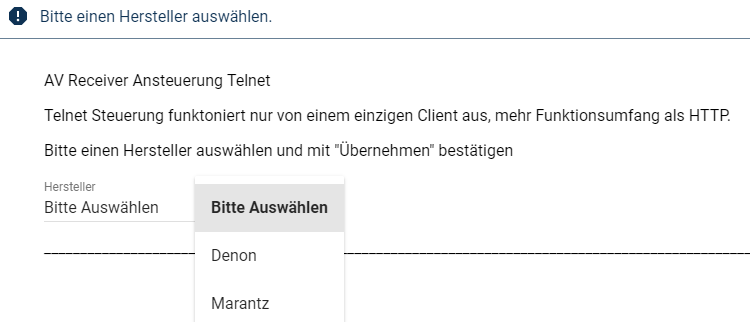 Bitte einen Hersteller auswählen.
AV Receiver Ansteuerung Telnet
Telnet Steuerung funktoniert nur von einem einzigen Client aus, mehr Funktionsumfang als HTTP.
Bitte einen Hersteller auswählen und mit "Übernehmen" bestätigen
Hersteller
Bitte Auswählen
Bitte Auswählen
Denon
Marantz